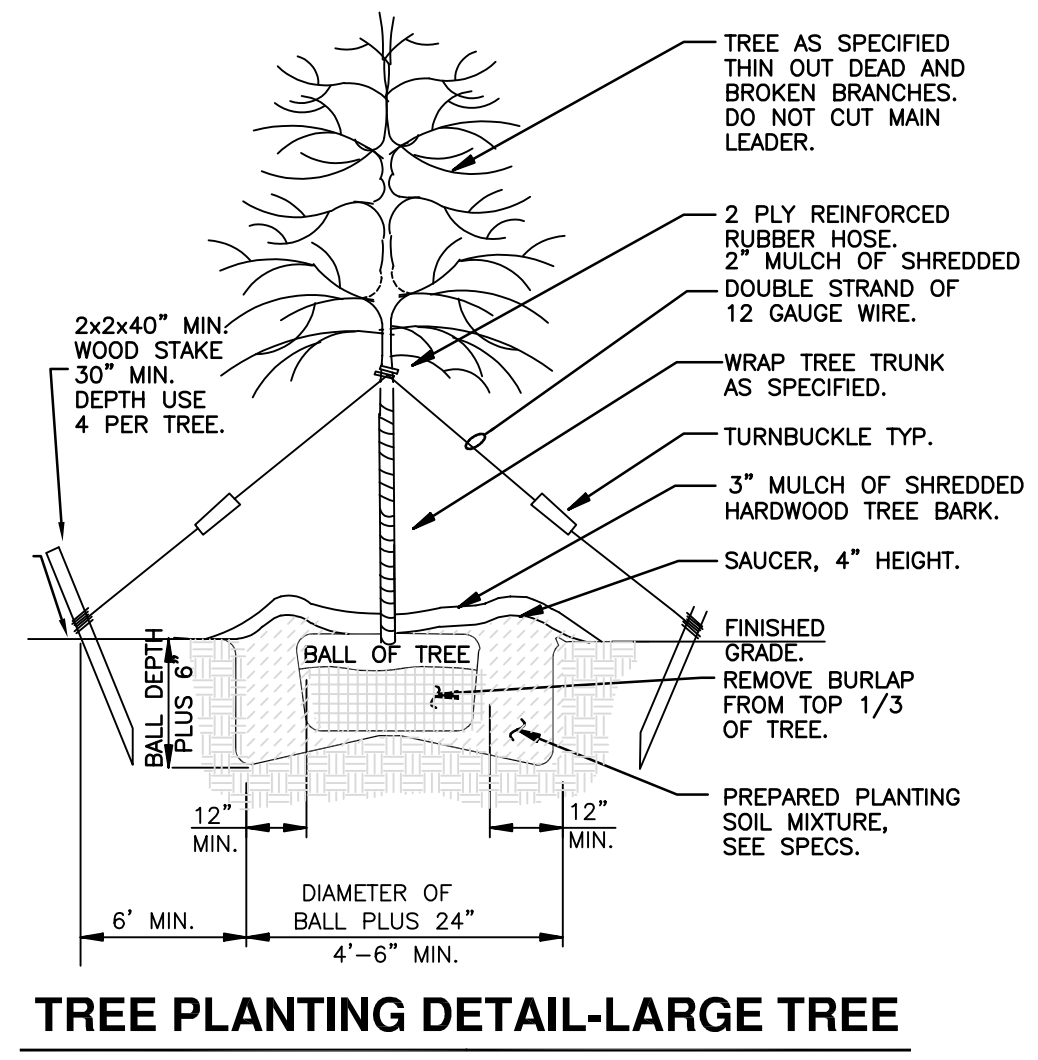 TREE AS SPECIFIED
THIN OUT DEAD AND
BROKEN BRANCHES.
DO NOT CUT MAIN
LEADER.
2 PLY REINFORCED
RUBBER HOSE.
2" MULCH OF SHREDDED
DOUBLE STRAND OF
12 GAUGE WIRE.
2x2x40" MIN.
WOOD STAKE
30" MIN.
DEPTH USE
4 PER TREE.
WRAP TREE TRUNK
AS SPECIFIED.
TURNBUCKLE TYP.
3" MULCH OF SHREDDED
HARDWOOD TREE BARK.
SAUCER, 4" HEIGHT.
FINISHED
GRADE.
BALL OF TREE
BALL DEPTH
PLUS 6"
REMOVE BURLAP
FROM TOP 1/3
OF TREE.
PREPARED PLANTING
SOIL MIXTURE,
SEE SPECS.
12"
MIN.
12"
MIN.
6' MIN.
DIAMETER OF
BALL PLUS 24"
4'-6" MIN.
TREE PLANTING DETAIL-LARGE TREE